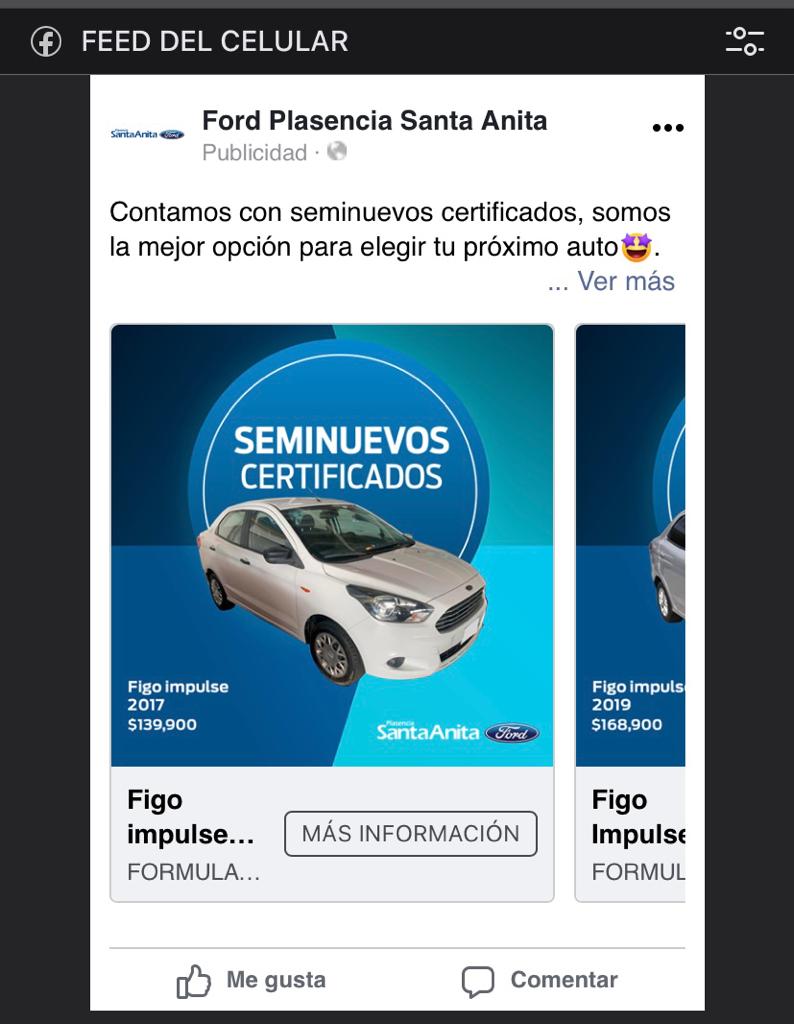 FEED DEL CELULAR
Plasencia
SantaAnita Ford
Ford Plasencia Santa Anita
Publicidad ·
Contamos con seminuevos certificados, somos
la mejor opción para elegir tu próximo auto🤩.
... Ver más
SEMINUEVOS
CERTIFICADOS
Figo impulse
2017
$139,900
Plasencia
SantaAnita Ford
Figo
impulse...
FORMULA...
MÁS INFORMACIÓN
Figo impuls
2019
$168,900
Figo
Impulse
FORMUL
Me gusta
Comentar